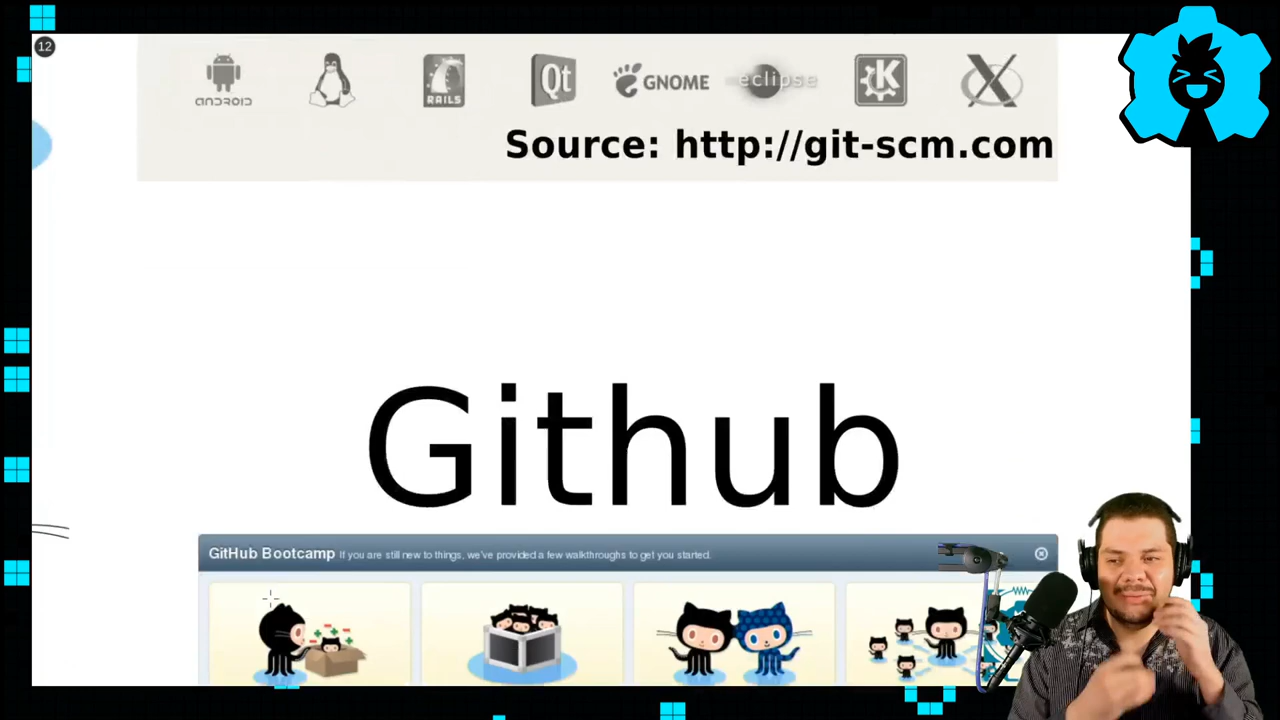 12
ANDROID
RAILS
Qt
GNOME
eclipse
K
X
Source: http://git-scm.com
Github
GitHub Bootcamp If you are still new to things, we've provided a few walkthroughs to get you started.